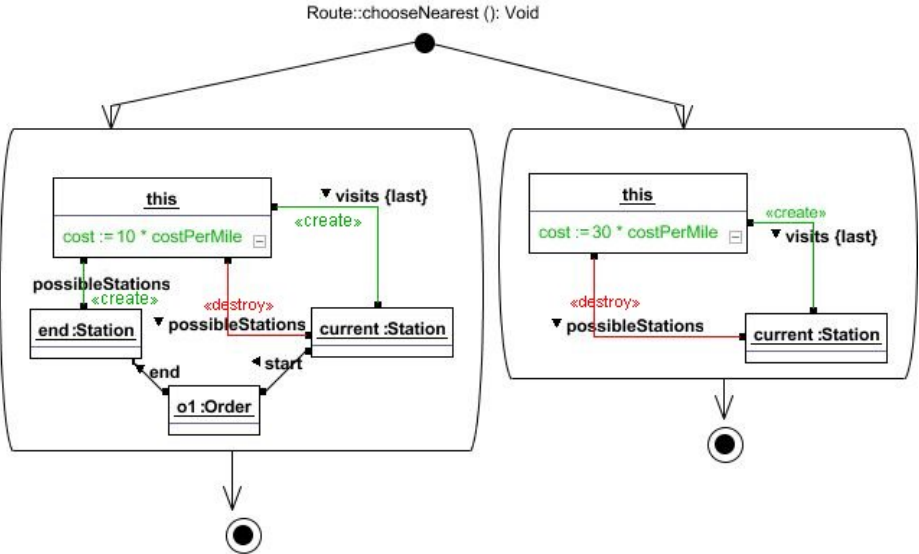 Route::chooseNearest (): Void
this
cost := 10 * costPerMile
visits {last}
«create»
possibleStations
«create»
«destroy»
possibleStations
end :Station
current :Station
end
start
o1 :Order
this
cost := 30 * costPerMile
«create»
visits {last}
«destroy»
possibleStations
current :Station